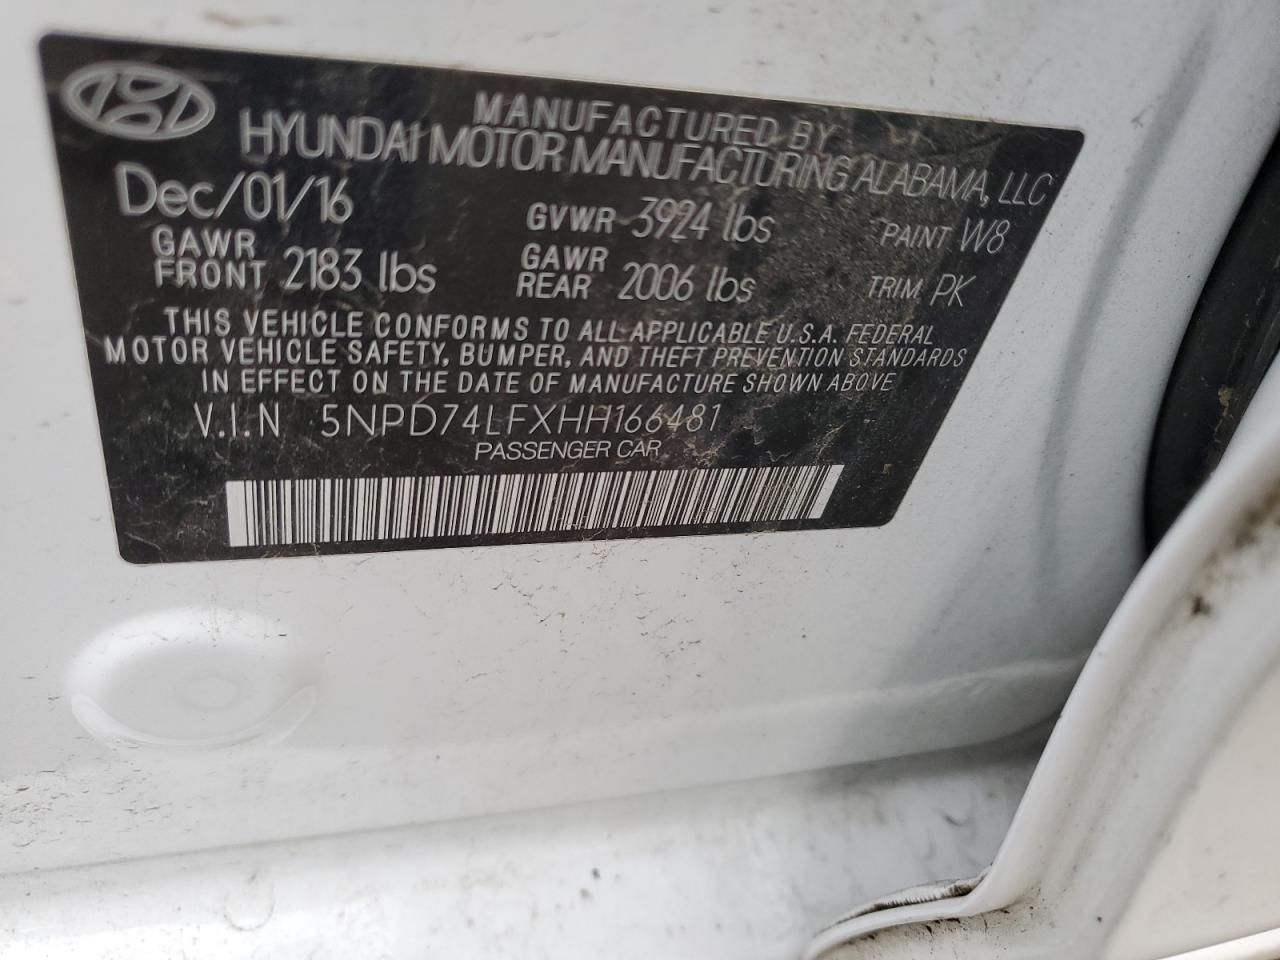 MANUFACTURED BY
HYUNDAI MOTOR MANUFACTURING ALABAMA, LLC
Dec/01/16 GVWR 3924 lbs PAINT W8
GAWR FRONT 2183 lbs GAWR REAR 2006 lbs TRIM PK
THIS VEHICLE CONFORMS TO ALL APPLICABLE U.S.A. FEDERAL
MOTOR VEHICLE SAFETY, BUMPER, AND THEFT PREVENTION STANDARDS
IN EFFECT ON THE DATE OF MANUFACTURE SHOWN ABOVE
V.I.N 5NPD74LFXHH166481
PASSENGER CAR